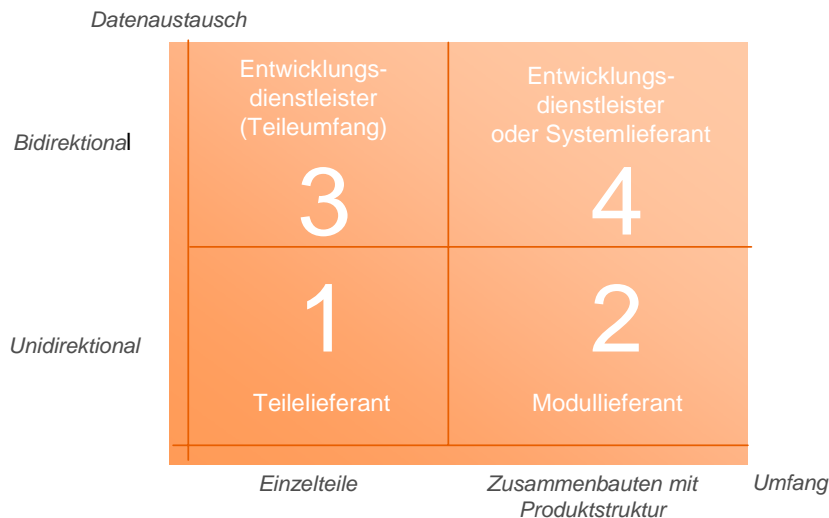 Datenaustausch
Entwicklungs-
dienstleister
(Teileumfang)
Entwicklungs-
dienstleister
oder Systemlieferant
Bidirektional
3
4
1
2
Unidirektional
Teilelieferant
Modullieferant
Einzelteile
Zusammenbauten mit
Produktstruktur
Umfang